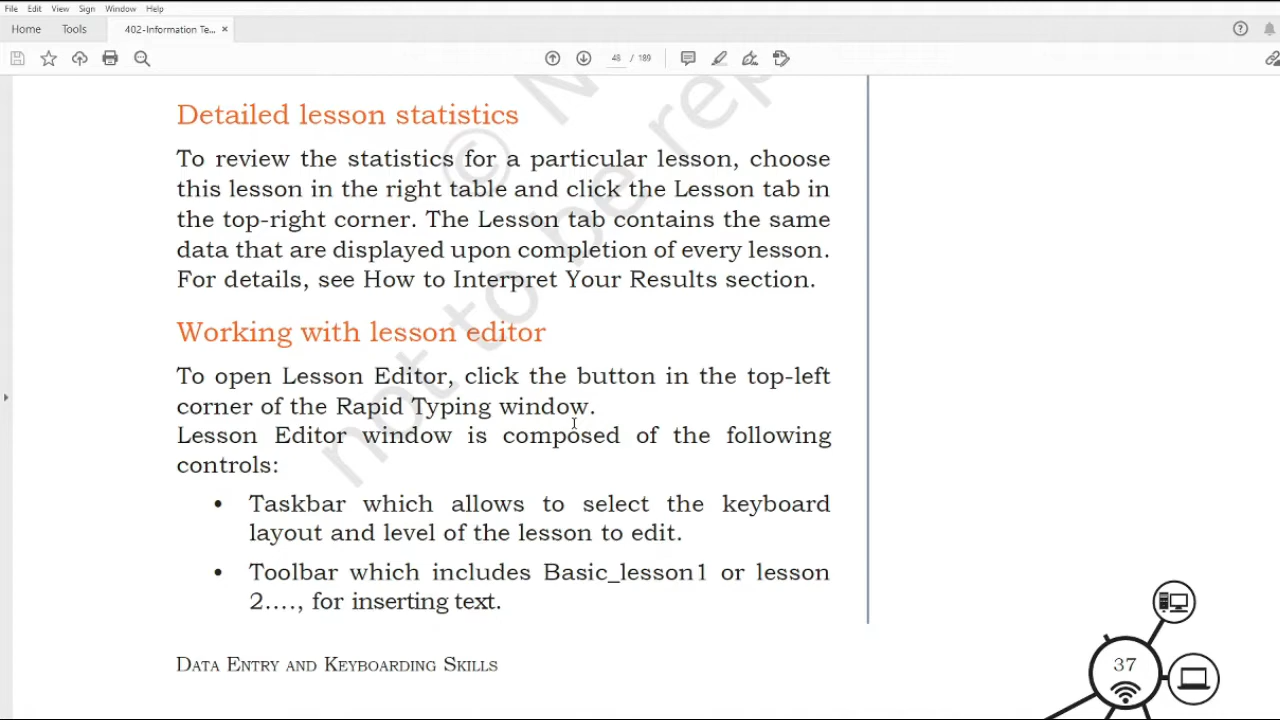 File Edit View Sign Window Help
Home Tools 402-Information Te... ×
48 / 189
Detailed lesson statistics
To review the statistics for a particular lesson, choose
this lesson in the right table and click the Lesson tab in
the top-right corner. The Lesson tab contains the same
data that are displayed upon completion of every lesson.
For details, see How to Interpret Your Results section.
Working with lesson editor
To open Lesson Editor, click the button in the top-left
corner of the Rapid Typing window.
Lesson Editor window is composed of the following
controls:
• Taskbar which allows to select the keyboard
layout and level of the lesson to edit.
• Toolbar which includes Basic_lesson1 or lesson
2...., for inserting text.
DATA ENTRY AND KEYBOARDING SKILLS
37
© N
not to be rep